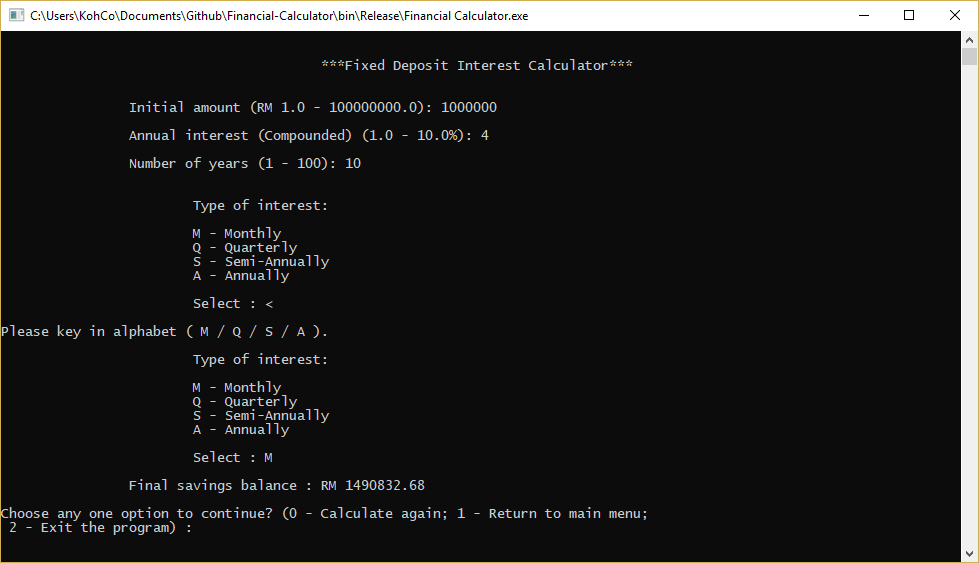 C:\Users\KohCo\Documents\Github\Financial-Calculator\bin\Release\Financial Calculator.exe
***Fixed Deposit Interest Calculator***
Initial amount (RM 1.0 - 100000000.0): 1000000
Annual interest (Compounded) (1.0 - 10.0%): 4
Number of years (1 - 100): 10
Type of interest:
M - Monthly
Q - Quarterly
S - Semi-Annually
A - Annually
Select : <
Please key in alphabet ( M / Q / S / A ).
Type of interest:
M - Monthly
Q - Quarterly
S - Semi-Annually
A - Annually
Select : M
Final savings balance : RM 1490832.68
Choose any one option to continue? (0 - Calculate again; 1 - Return to main menu;
2 - Exit the program) :